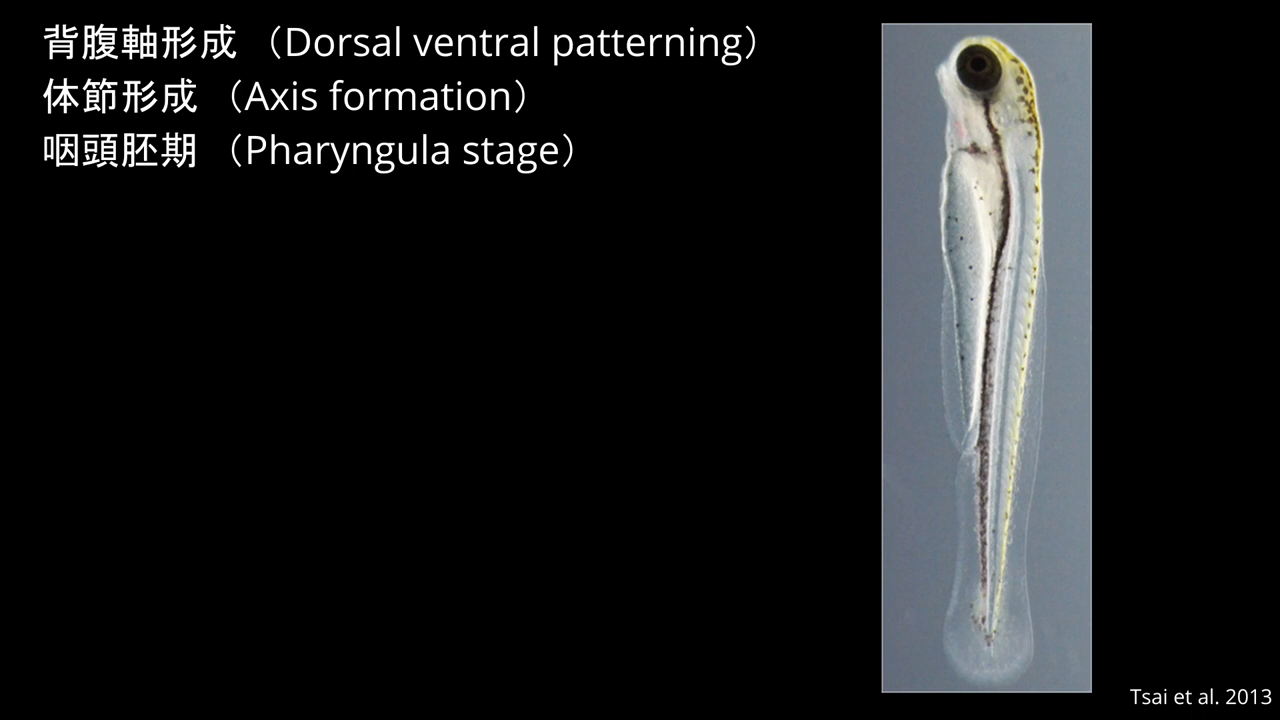 背腹軸形成 （Dorsal ventral patterning）
体節形成 （Axis formation）
咽頭胚期 （Pharyngula stage）
Tsai et al. 2013